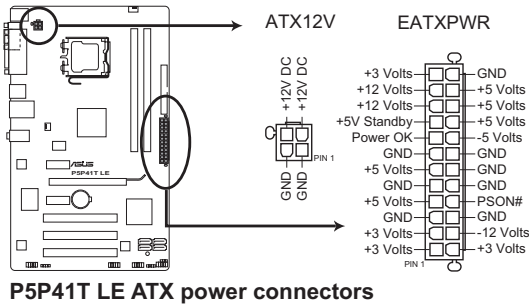 ATX12V
EATXPWR
+12V DC
+12V DC
GND
GND
PIN 1
+3 Volts
GND
+12 Volts
+5 Volts
+12 Volts
+5 Volts
+5V Standby
+5 Volts
Power OK
-5 Volts
GND
GND
+5 Volts
GND
GND
GND
+5 Volts
PSON#
GND
GND
+3 Volts
-12 Volts
+3 Volts
+3 Volts
PIN 1
ASUS
P5P41T LE
P5P41T LE ATX power connectors